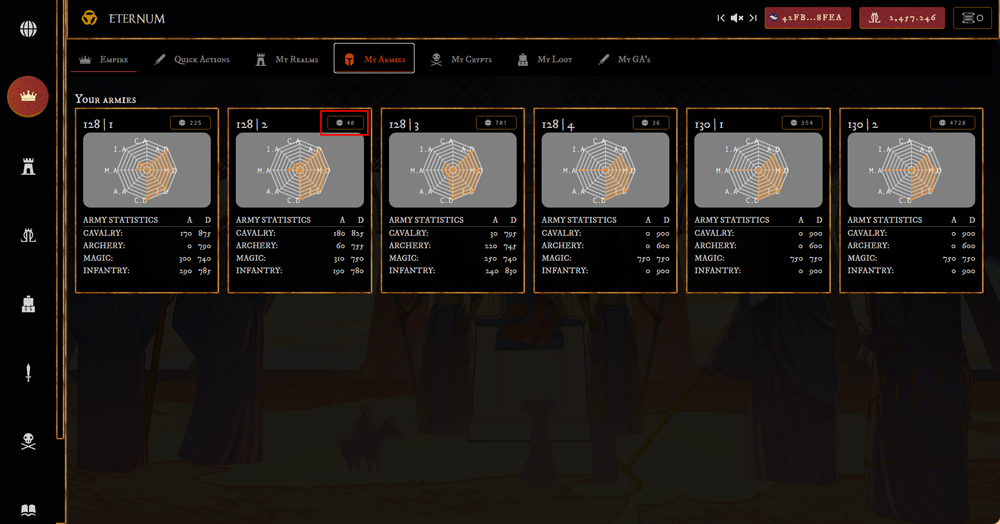 ETERNUM
42FB...8FEA
2,457.246
0
Empire
Quick Actions
My Realms
My Armies
My Crypts
My Loot
My GA's
Your armies
128 | 1
225
C.A
I.A A.D
M.A M.D
A.A I.D
C.D
ARMY STATISTICS A D
CAVALRY: 170 875
ARCHERY: 0 790
MAGIC: 300 740
INFANTRY: 290 785
128 | 2
40
C.A
I.A A.D
M.A M.D
A.A I.D
C.D
ARMY STATISTICS A D
CAVALRY: 180 825
ARCHERY: 60 755
MAGIC: 310 750
INFANTRY: 190 780
128 | 3
701
C.A
I.A A.D
M.A M.D
A.A I.D
C.D
ARMY STATISTICS A D
CAVALRY: 30 795
ARCHERY: 220 745
MAGIC: 250 740
INFANTRY: 240 830
128 | 4
36
C.A
I.A A.D
M.A M.D
A.A I.D
C.D
ARMY STATISTICS A D
CAVALRY: 0 900
ARCHERY: 0 600
MAGIC: 750 750
INFANTRY: 0 900
130 | 1
354
C.A
I.A A.D
M.A M.D
A.A I.D
C.D
ARMY STATISTICS A D
CAVALRY: 0 900
ARCHERY: 0 600
MAGIC: 750 750
INFANTRY: 0 900
130 | 2
4728
C.A
I.A A.D
M.A M.D
A.A I.D
C.D
ARMY STATISTICS A D
CAVALRY: 0 900
ARCHERY: 0 600
MAGIC: 750 750
INFANTRY: 0 900